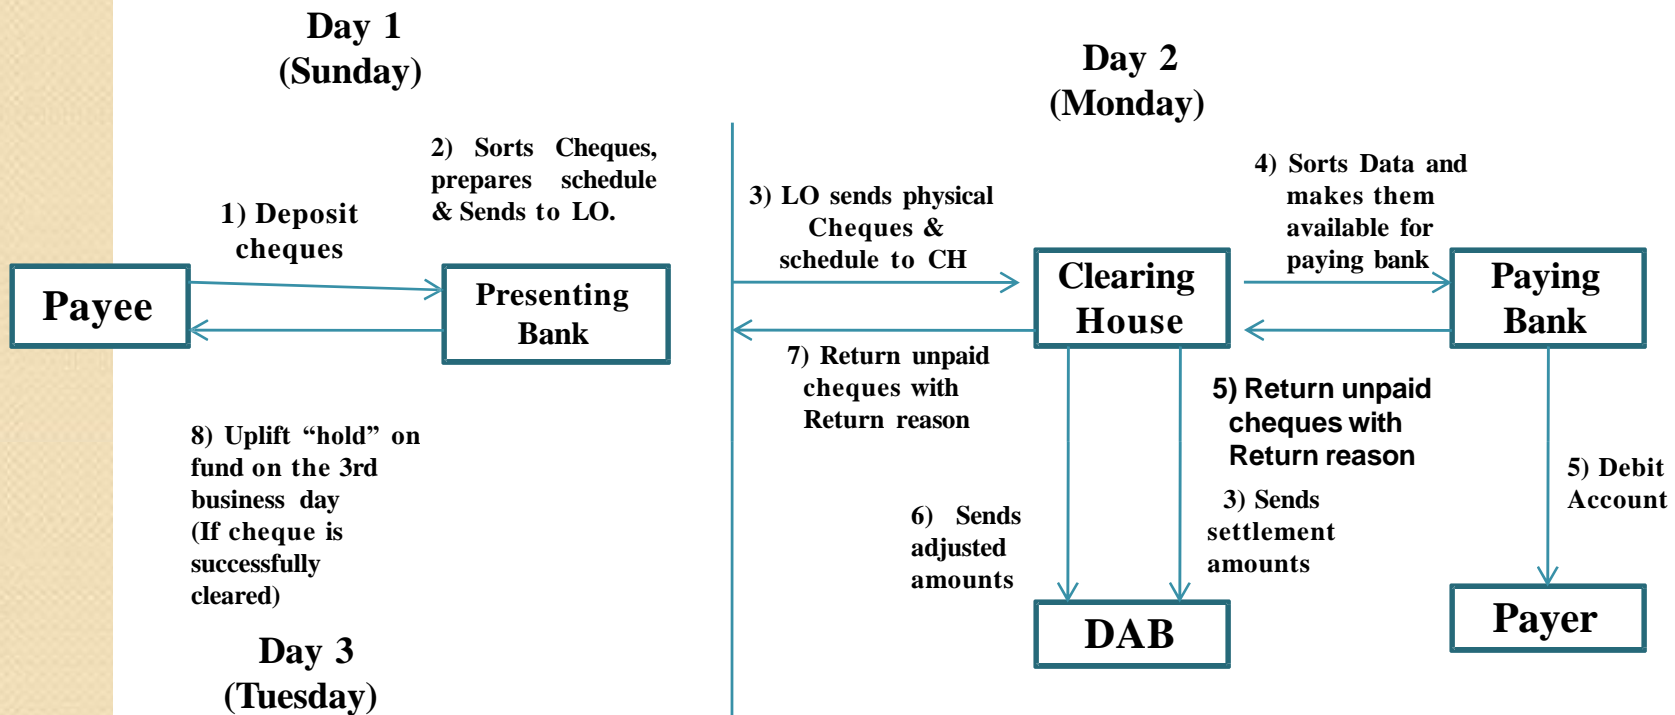 Day 1
(Sunday)
Day 2
(Monday)
1) Deposit
cheques
2) Sorts Cheques,
prepares schedule
& Sends to LO.
3) LO sends physical
Cheques &
schedule to CH
4) Sorts Data and
makes them
available for
paying bank
Payee
Presenting
Bank
Clearing
House
Paying
Bank
7) Return unpaid
cheques with
Return reason
5) Return unpaid
cheques with
Return reason
8) Uplift “hold” on
fund on the 3rd
business day
(If cheque is
successfully
cleared)
6) Sends
adjusted
amounts
3) Sends
settlement
amounts
5) Debit
Account
DAB
Payer
Day 3
(Tuesday)